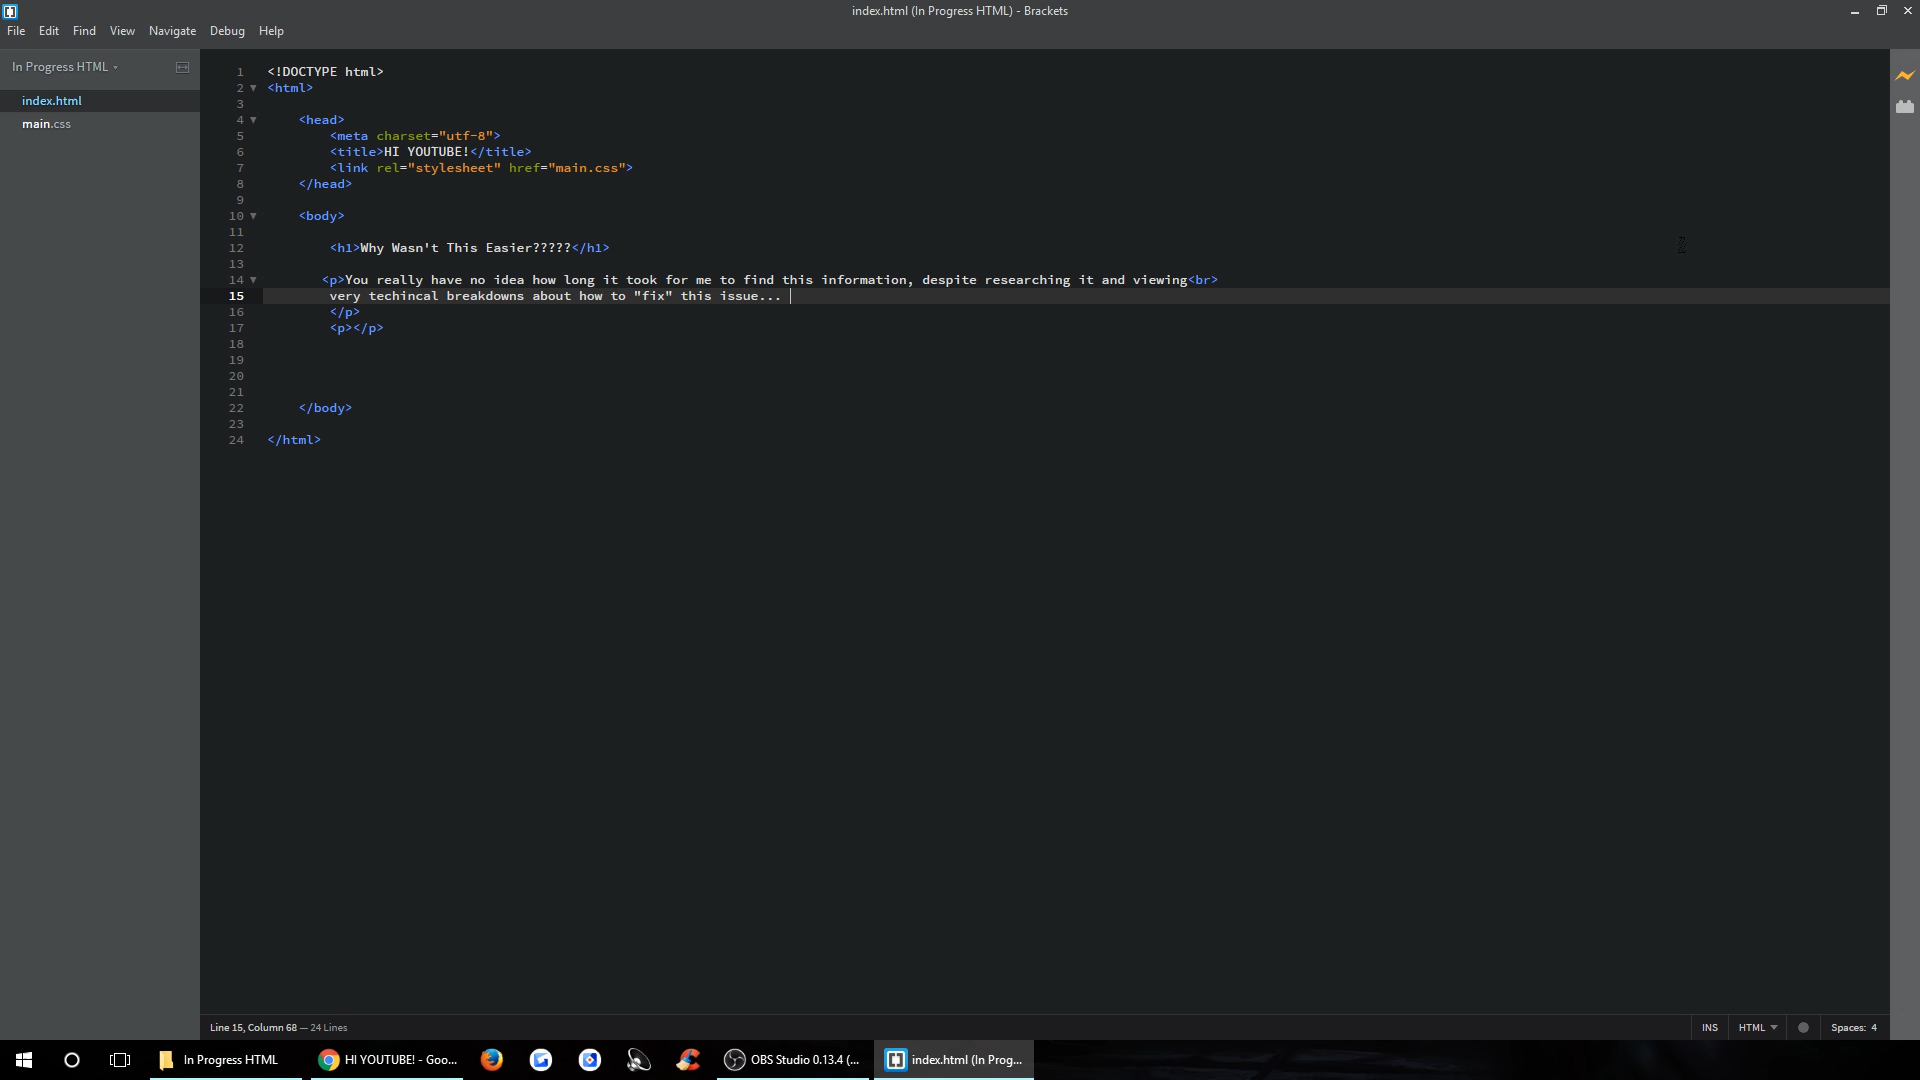 index.html (In Progress HTML) - Brackets
File Edit Find View Navigate Debug Help
In Progress HTML
index.html
main.css
1 <!DOCTYPE html>
2 <html>
3
4 <head>
5 <meta charset="utf-8">
6 <title>HI YOUTUBE!</title>
7 <link rel="stylesheet" href="main.css">
8 </head>
9
10 <body>
11
12 <h1>Why Wasn't This Easier?????</h1>
13
14 <p>You really have no idea how long it took for me to find this information, despite researching it and viewing<br>
15 very techincal breakdowns about how to "fix" this issue...
16 </p>
17 <p></p>
18
19
20
21
22 </body>
23
24 </html>
Line 15, Column 68 — 24 Lines
INS HTML Spaces: 4
In Progress HTML
HI YOUTUBE! - Goo...
OBS Studio 0.13.4 (...
index.html (In Prog...